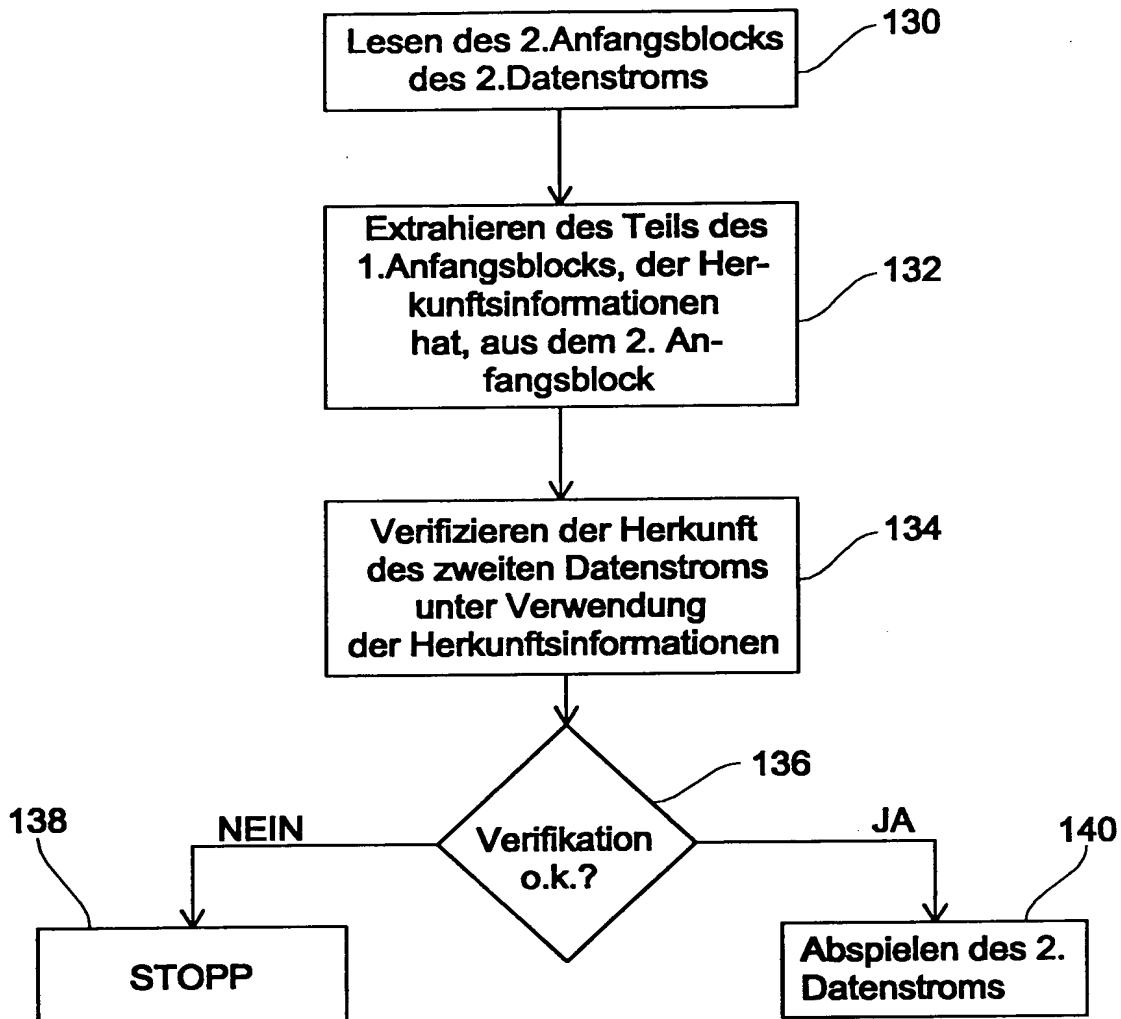 Lesen des 2.Anfangsblocks
des 2.Datenstroms
130
Extrahieren des Teils des
1.Anfangsblocks, der Her-
kunftsinformationen
hat, aus dem 2. An-
fangsblock
132
Verifizieren der Herkunft
des zweiten Datenstroms
unter Verwendung
der Herkunftsinformationen
134
Verifikation
o.k.?
136
NEIN
JA
138
STOPP
140
Abspielen des 2.
Datenstroms